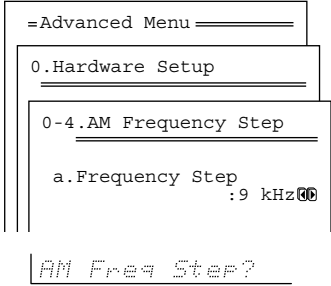 =Advanced Menu
0.Hardware Setup
0-4.AM Frequency Step
a.Frequency Step
:9 kHz
AM Freq Step?